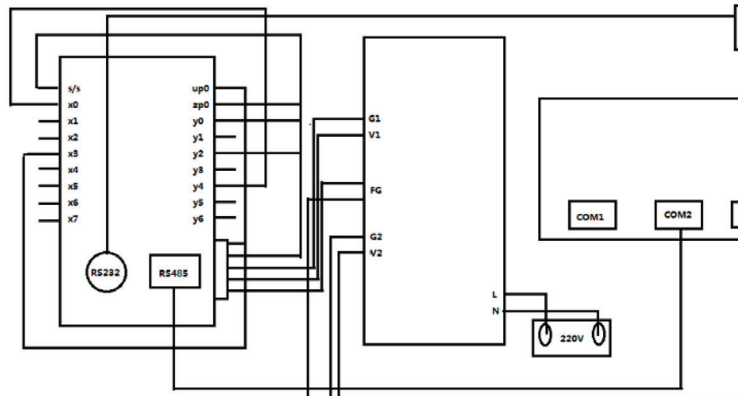 s/s
x0
x1
x2
x3
x4
x5
x6
x7
up0
zp0
y0
y1
y2
y3
y4
y5
y6
RS232
RS485
G1
V1
FG
G2
V2
L
N
220V
COM1
COM2